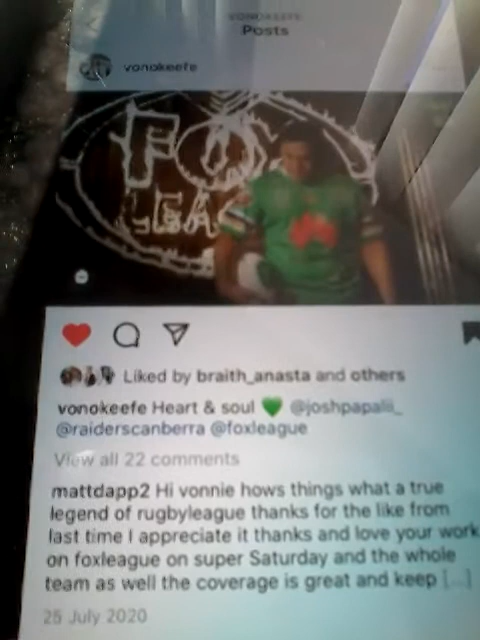 VONOKEEFE
Posts
vonokeefe
FOX
LEAG
Liked by braith_anasta and others
vonokeefe Heart & soul 💚 @joshpapalii_
@raiderscanberra @foxleague
View all 22 comments
mattdapp2 Hi vonnie hows things what a true
legend of rugbyleague thanks for the like from
last time I appreciate it thanks and love your work
on foxleague on super Saturday and the whole
team as well the coverage is great and keep [...]
25 July 2020